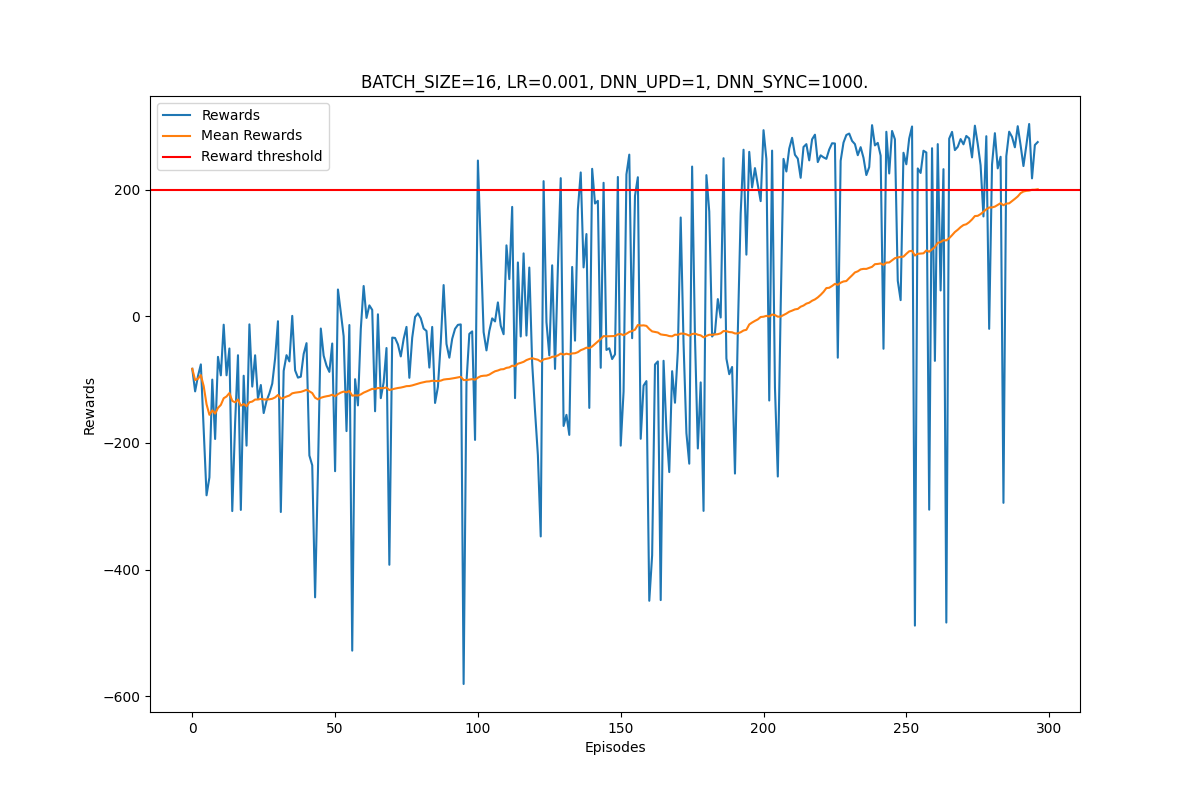 BATCH_SIZE=16, LR=0.001, DNN_UPD=1, DNN_SYNC=1000.
Rewards
Mean Rewards
Reward threshold
200
0
−200
−400
−600
Rewards
0 50 100 150 200 250 300
Episodes